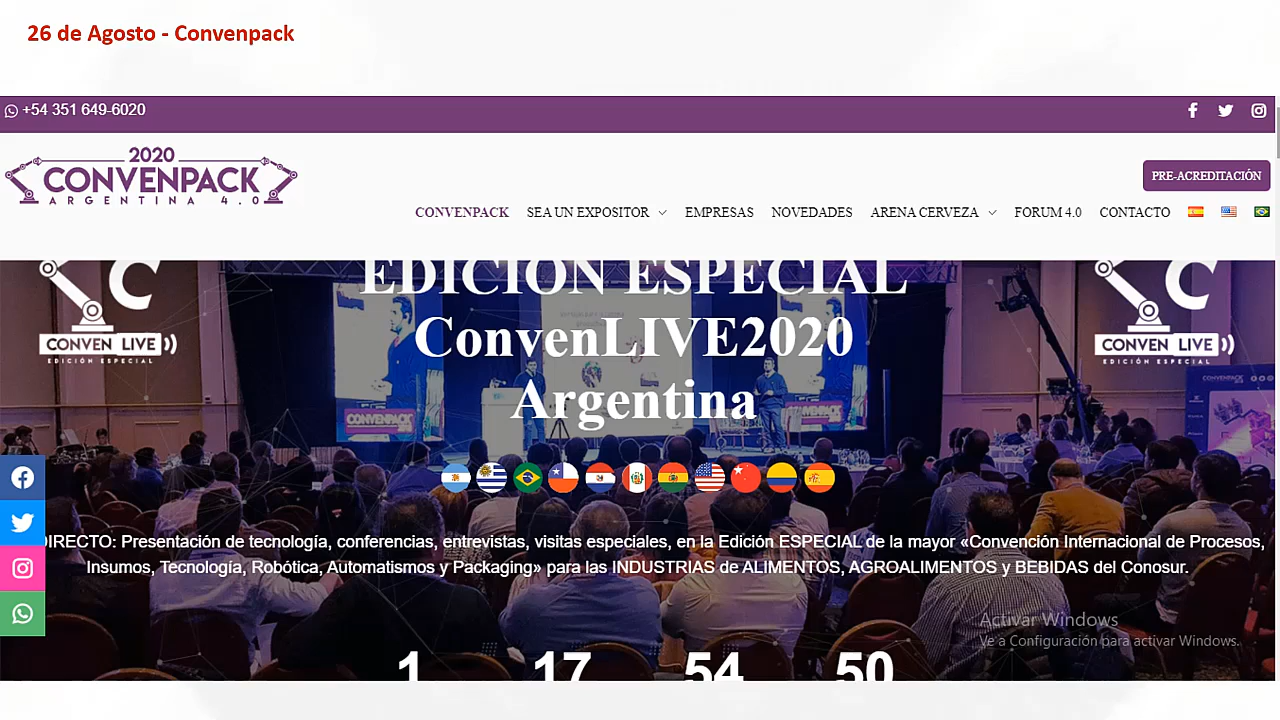 26 de Agosto - Convenpack
+54 351 649-6020
2020
CONVENPACK
ARGENTINA 4.0
PRE-ACREDITACIÓN
CONVENPACK SEA UN EXPOSITOR EMPRESAS NOVEDADES ARENA CERVEZA FORUM 4.0 CONTACTO
EDICIÓN ESPECIAL
ConvenLIVE2020
Argentina
C
CONVEN LIVE
EDICIÓN ESPECIAL
C
CONVEN LIVE
EDICIÓN ESPECIAL
CONVENPACK
CONVENPACK
CONVENPACK
DIRECTO: Presentación de tecnología, conferencias, entrevistas, visitas especiales, en la Edición ESPECIAL de la mayor «Convención Internacional de Procesos,
Insumos, Tecnología, Robótica, Automatismos y Packaging» para las INDUSTRIAS de ALIMENTOS, AGROALIMENTOS y BEBIDAS del Conosur.
Activar Windows
Ve a Configuración para activar Windows.
1 17 54 50